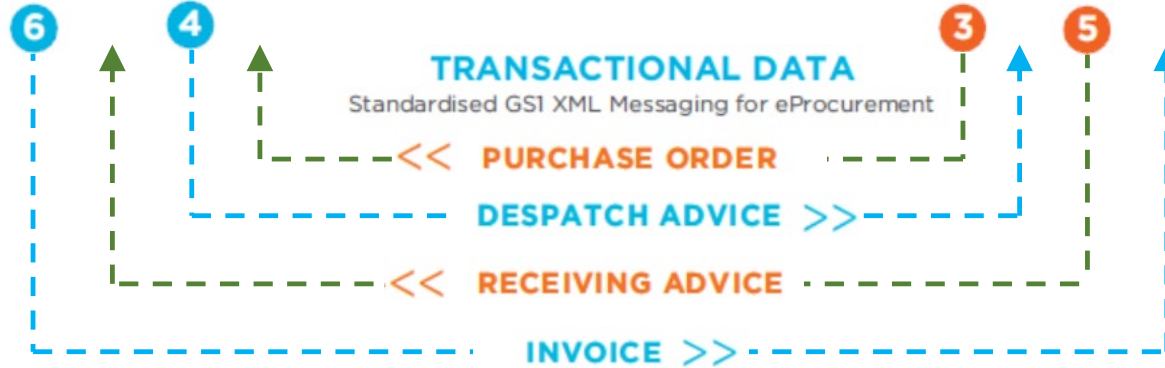 6 4 3 5
TRANSACTIONAL DATA
Standardised GS1 XML Messaging for eProcurement
<< PURCHASE ORDER
DESPATCH ADVICE >>
<< RECEIVING ADVICE
INVOICE >>